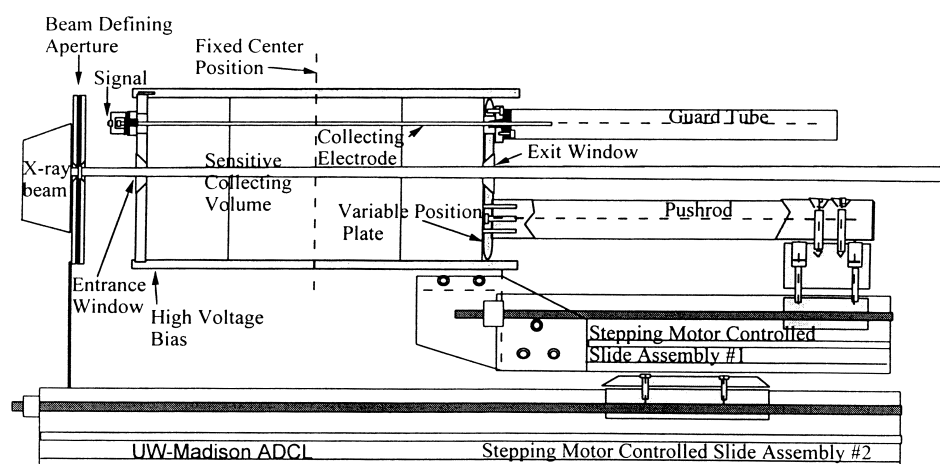 Beam Defining
Aperture
Fixed Center
Position
Signal
Guard Tube
Collecting
Electrode
Exit Window
X-ray
beam
Sensitive
Collecting
Volume
Variable Position
Plate
Pushrod
Entrance
Window
High Voltage
Bias
Stepping Motor Controlled
Slide Assembly #1
UW-Madison ADCL
Stepping Motor Controlled Slide Assembly #2